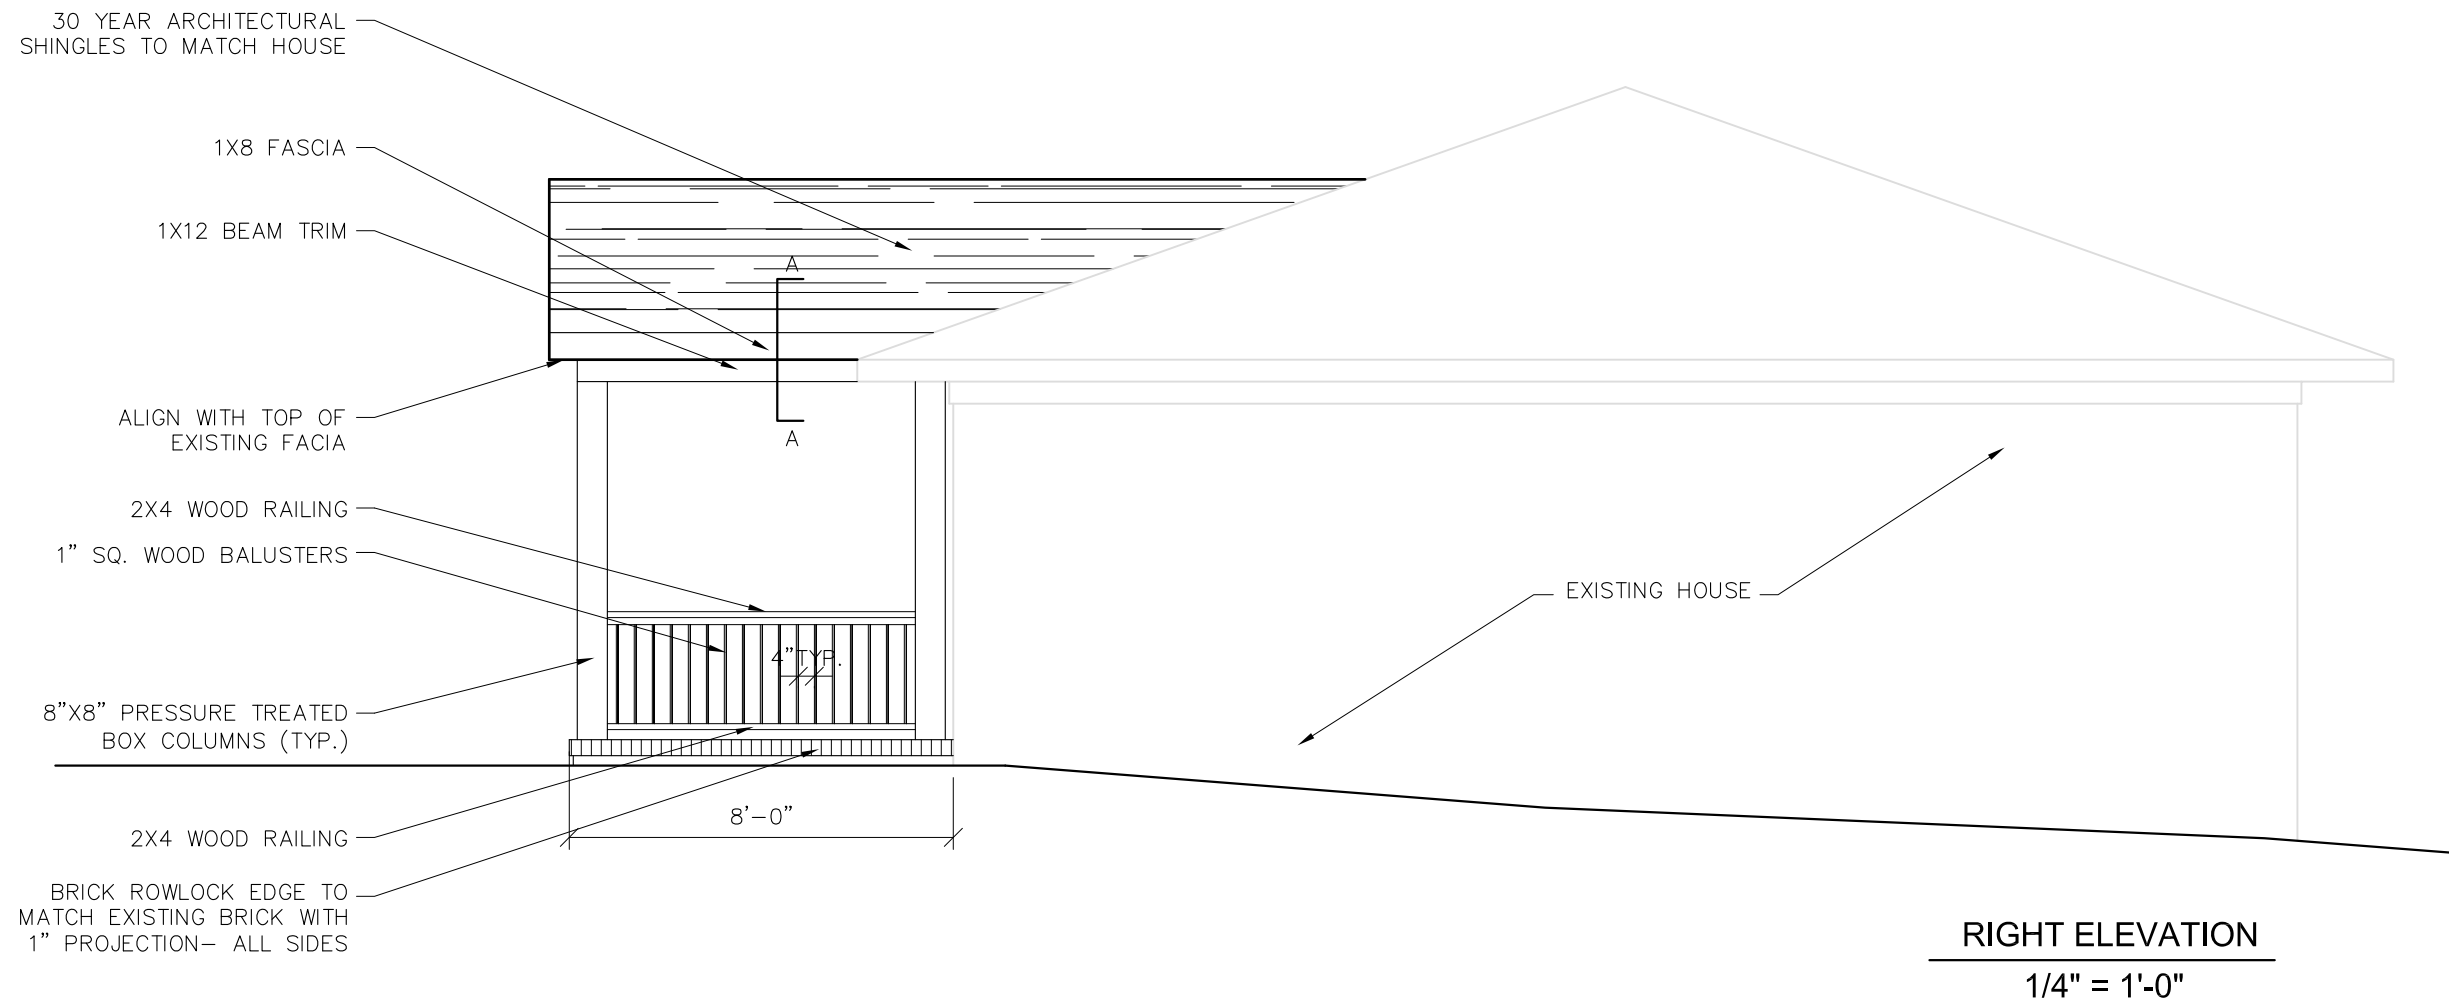 30 YEAR ARCHITECTURAL
SHINGLES TO MATCH HOUSE
1X8 FASCIA
1X12 BEAM TRIM
A
A
ALIGN WITH TOP OF
EXISTING FACIA
2X4 WOOD RAILING
1” SQ. WOOD BALUSTERS
EXISTING HOUSE
4”TYP.
8”X8” PRESSURE TREATED
BOX COLUMNS (TYP.)
8’–0”
2X4 WOOD RAILING
BRICK ROWLOCK EDGE TO
MATCH EXISTING BRICK WITH
1” PROJECTION– ALL SIDES
RIGHT ELEVATION
1/4" = 1'-0"